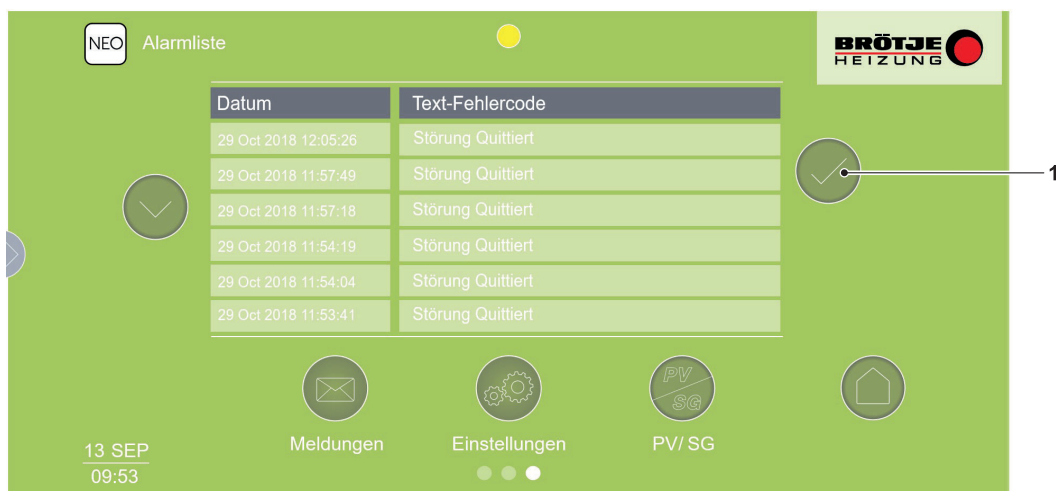 NEO Alarmliste
BRÖTJE
HEIZUNG
Datum Text-Fehlercode
29 Oct 2018 12:05:26 Störung Quittiert
29 Oct 2018 11:57:49 Störung Quittiert
29 Oct 2018 11:57:18 Störung Quittiert
29 Oct 2018 11:54:19 Störung Quittiert
29 Oct 2018 11:54:04 Störung Quittiert
29 Oct 2018 11:53:41 Störung Quittiert
1
PV
SG
Meldungen Einstellungen PV/ SG
13 SEP
09:53